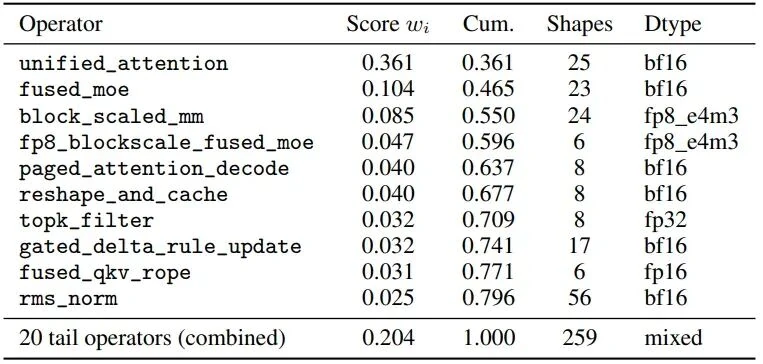 Operator Score wi Cum. Shapes Dtype
unified_attention 0.361 0.361 25 bf16
fused_moe 0.104 0.465 23 bf16
block_scaled_mm 0.085 0.550 24 fp8_e4m3
fp8_blockscale_fused_moe 0.047 0.596 6 fp8_e4m3
paged_attention_decode 0.040 0.637 8 bf16
reshape_and_cache 0.040 0.677 8 bf16
topk_filter 0.032 0.709 8 fp32
gated_delta_rule_update 0.032 0.741 17 bf16
fused_qkv_rope 0.031 0.771 6 fp16
rms_norm 0.025 0.796 56 bf16
20 tail operators (combined) 0.204 1.000 259 mixed